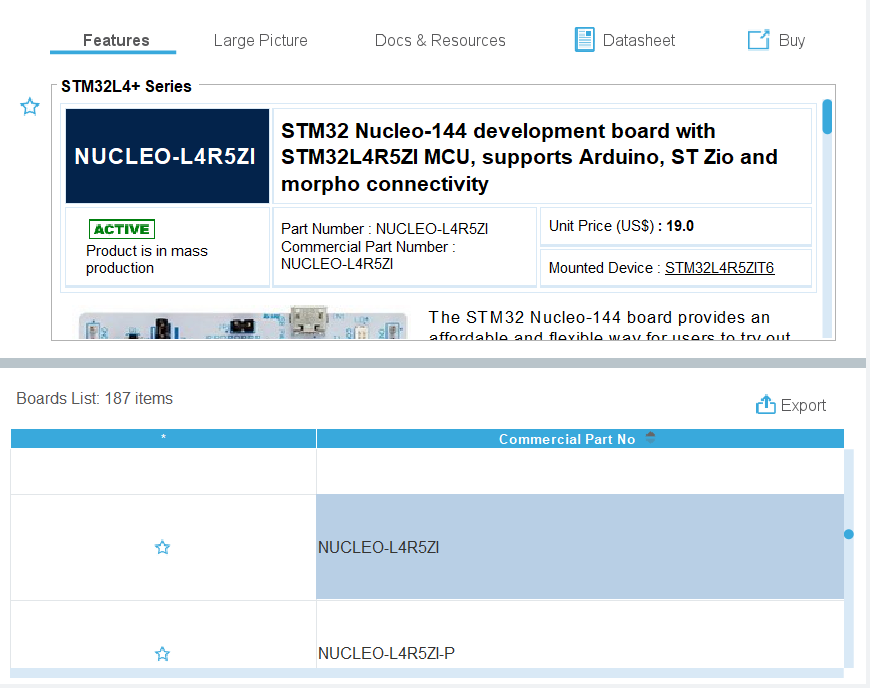 Features
Large Picture
Docs & Resources
Datasheet
Buy
STM32L4+ Series
NUCLEO-L4R5ZI
STM32 Nucleo-144 development board with
STM32L4R5ZI MCU, supports Arduino, ST Zio and
morpho connectivity
ACTIVE
Product is in mass
production
Part Number : NUCLEO-L4R5ZI
Commercial Part Number :
NUCLEO-L4R5ZI
Unit Price (US$) : 19.0
Mounted Device : STM32L4R5ZIT6
The STM32 Nucleo-144 board provides an
affordable and flexible way for users to try out
Boards List: 187 items
Export
*
Commercial Part No
NUCLEO-L4R5ZI
NUCLEO-L4R5ZI-P